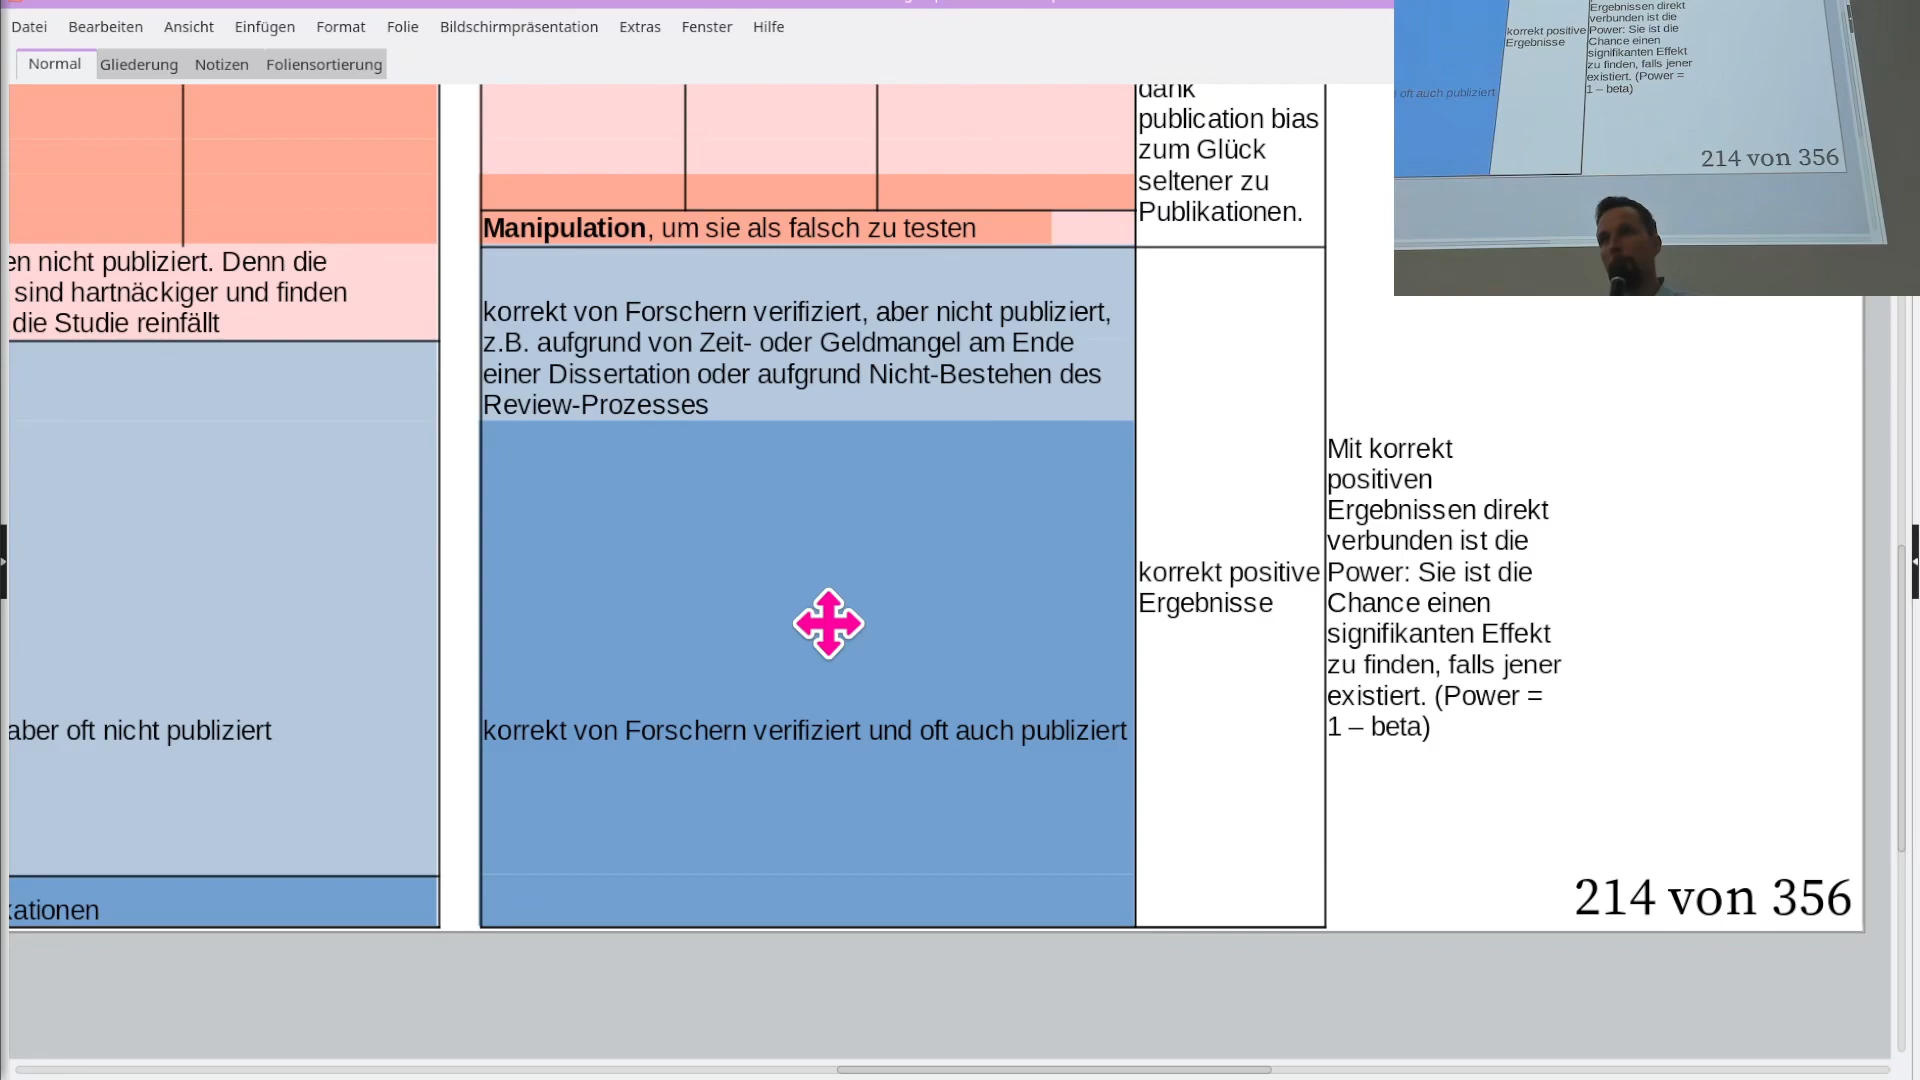 Datei Bearbeiten Ansicht Einfügen Format Folie Bildschirmpräsentation Extras Fenster Hilfe
Normal Gliederung Notizen Foliensortierung
en nicht publiziert. Denn die
sind hartnäckiger und finden
die Studie reinfällt
aber oft nicht publiziert
kationen
Manipulation, um sie als falsch zu testen
korrekt von Forschern verifiziert, aber nicht publiziert,
z.B. aufgrund von Zeit- oder Geldmangel am Ende
einer Dissertation oder aufgrund Nicht-Bestehen des
Review-Prozesses
korrekt von Forschern verifiziert und oft auch publiziert
dank
publication bias
zum Glück
seltener zu
Publikationen.
korrekt positive
Ergebnisse
Mit korrekt
positiven
Ergebnissen direkt
verbunden ist die
Power: Sie ist die
Chance einen
signifikanten Effekt
zu finden, falls jener
existiert. (Power =
1 – beta)
214 von 356
oft auch publiziert
korrekt positive
Ergebnisse
Ergebnissen direkt
verbunden ist die
Power: Sie ist die
Chance einen
signifikanten Effekt
zu finden, falls jener
existiert. (Power =
1 – beta)
214 von 356